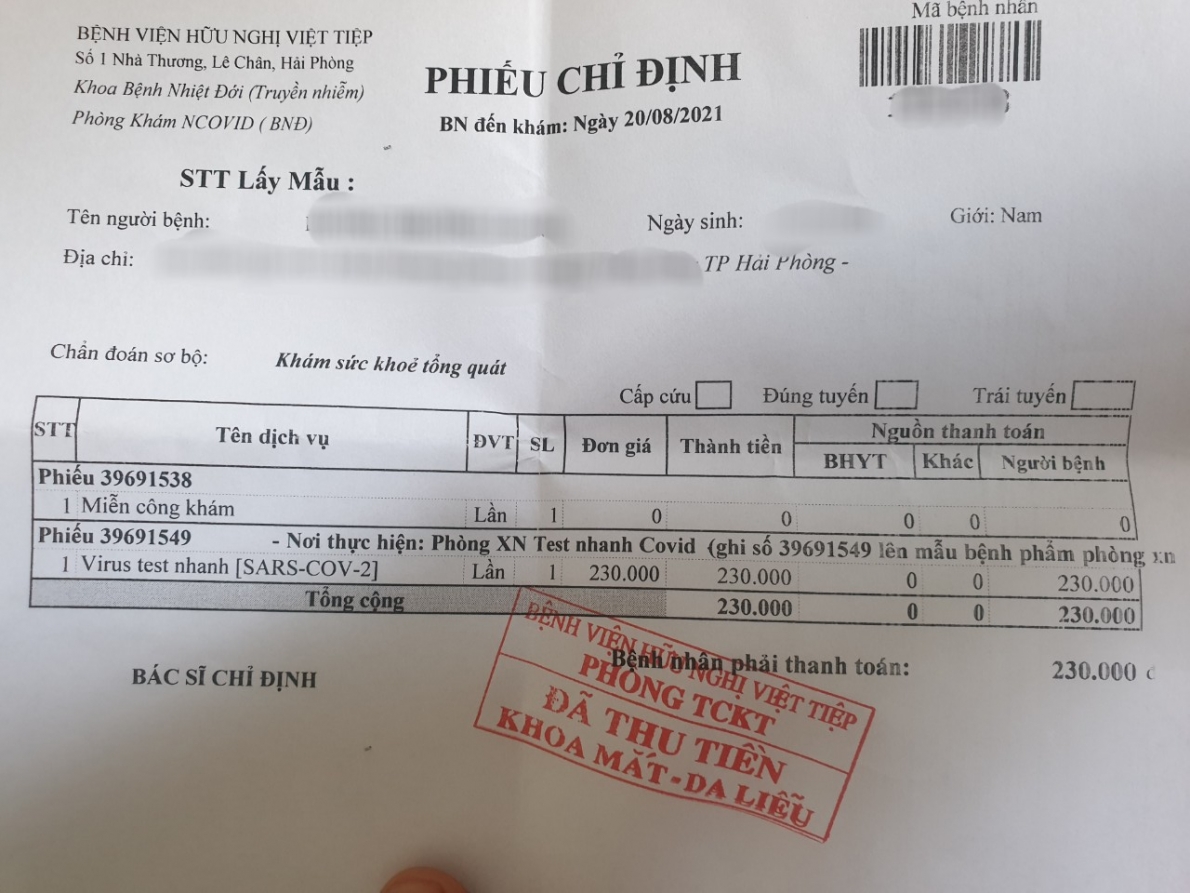 BỆNH VIỆN HỮU NGHỊ VIỆT TIỆP
Số 1 Nhà Thương, Lê Chân, Hải Phòng
Khoa Bệnh Nhiệt Đới (Truyền nhiễm)
Phòng Khám NCOVID ( BNĐ)
PHIẾU CHỈ ĐỊNH
BN đến khám: Ngày 20/08/2021
Mã bệnh nhân
STT Lấy Mẫu :
Tên người bệnh: Ngày sinh: Giới: Nam
Địa chỉ: TP Hải Phòng -
Chẩn đoán sơ bộ: Khám sức khoẻ tổng quát
Cấp cứu Đúng tuyến Trái tuyến
STT Tên dịch vụ ĐVT SL Đơn giá Thành tiền Nguồn thanh toán
BHYT Khác Người bệnh
Phiếu 39691538
1 Miễn công khám Lần 1 0 0 0 0 0
Phiếu 39691549 - Nơi thực hiện: Phòng XN Test nhanh Covid (ghi số 39691549 lên mẫu bệnh phẩm phòng xn
1 Virus test nhanh [SARS-COV-2] Lần 1 230.000 230.000 0 0 230.000
Tổng cộng 230.000 0 0 230.000
Bệnh nhân phải thanh toán: 230.000
BÁC SĨ CHỈ ĐỊNH
BỆNH VIỆN HỮU NGHỊ VIỆT TIỆP
PHÒNG TCKT
ĐÃ THU TIỀN
KHOA MẮT-DA LIỄU